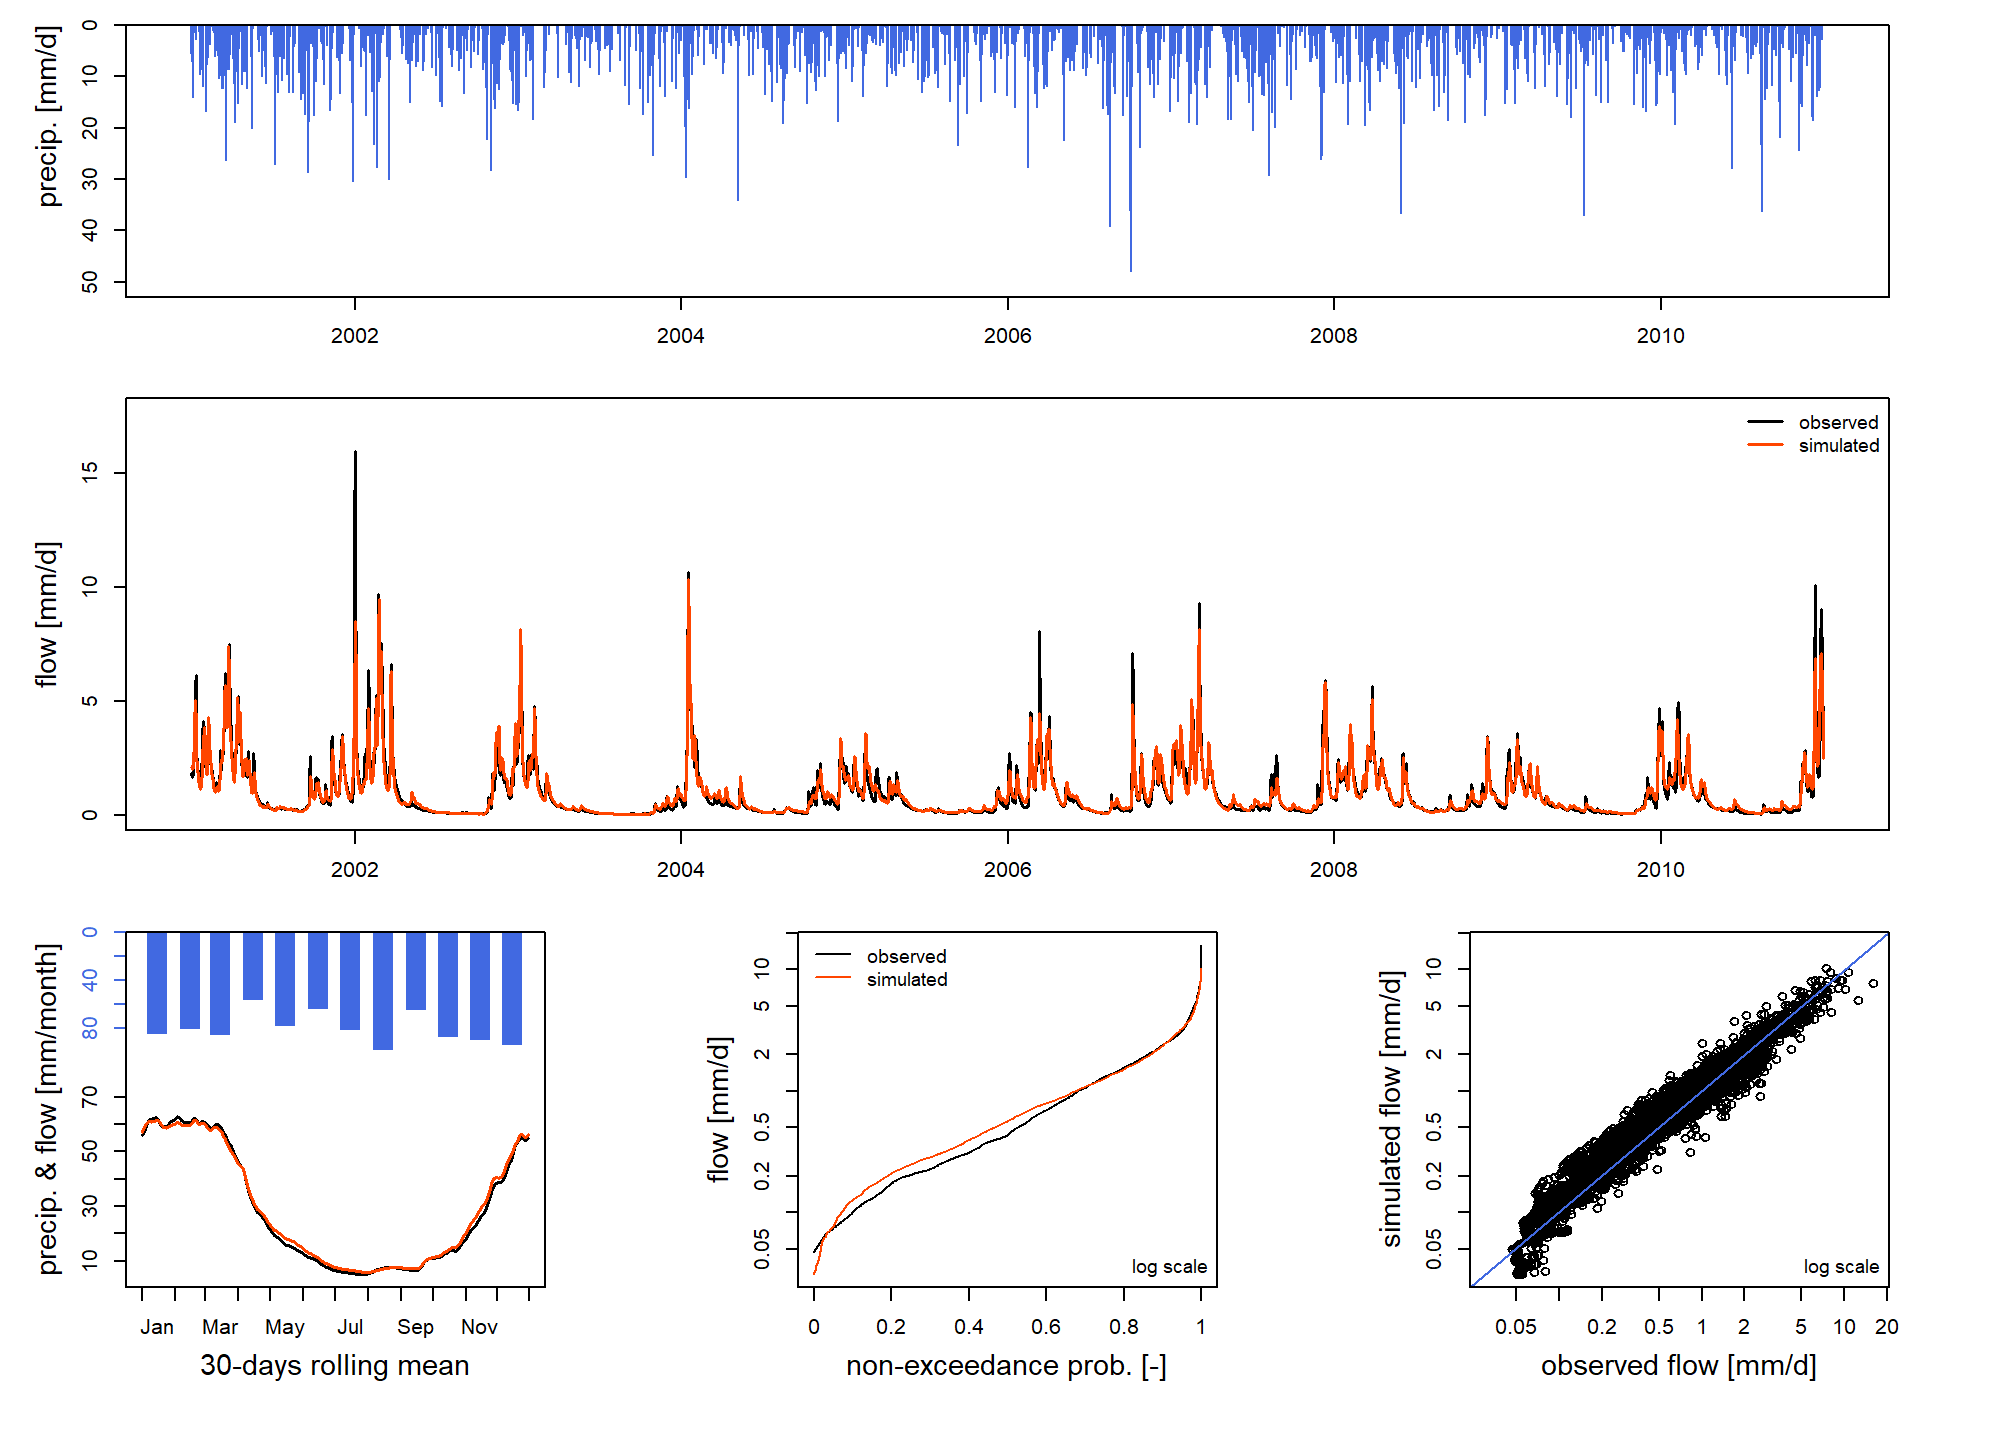 precip. [mm/d]
0
10
20
30
40
50
2002
2004
2006
2008
2010
flow [mm/d]
15
10
5
0
observed
simulated
2002
2004
2006
2008
2010
precip. & flow [mm/month]
0
40
80
70
50
30
10
Jan
Mar
May
Jul
Sep
Nov
30-days rolling mean
flow [mm/d]
10
5
2
0.5
0.2
0.05
observed
simulated
log scale
0
0.2
0.4
0.6
0.8
1
non-exceedance prob. [-]
simulated flow [mm/d]
10
5
2
0.5
0.2
0.05
log scale
0.05
0.2
0.5
1
2
5
10
20
observed flow [mm/d]